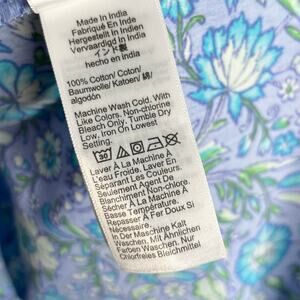 Made In India
Fabriqué En Inde
Hergestellt in Indien
Vervaardigd in India
インド製
hecho en India
100% Cotton/ Coton/
Baumwolle/ Katoen/ 綿/
algodón
Machine Wash Cold. With
Like Colors. Non-chlorine
Bleach Only, Tumble Dry
Low, Iron On Lowest
Setting.
30
Laver À La Machine À
L'eau Froide. Laver En
Séparant Les Couleurs.
Seulement Agent De
Blanchiment Non-chlore.
Sécher À La Machine À
Basse Température.
Repasser À Fer Doux Si
Nécessaire.
In Der Maschine Kalt
Waschen, Mit Ähnlichen
Farben Waschen, Nur
Chlorfreies Bleichmittel